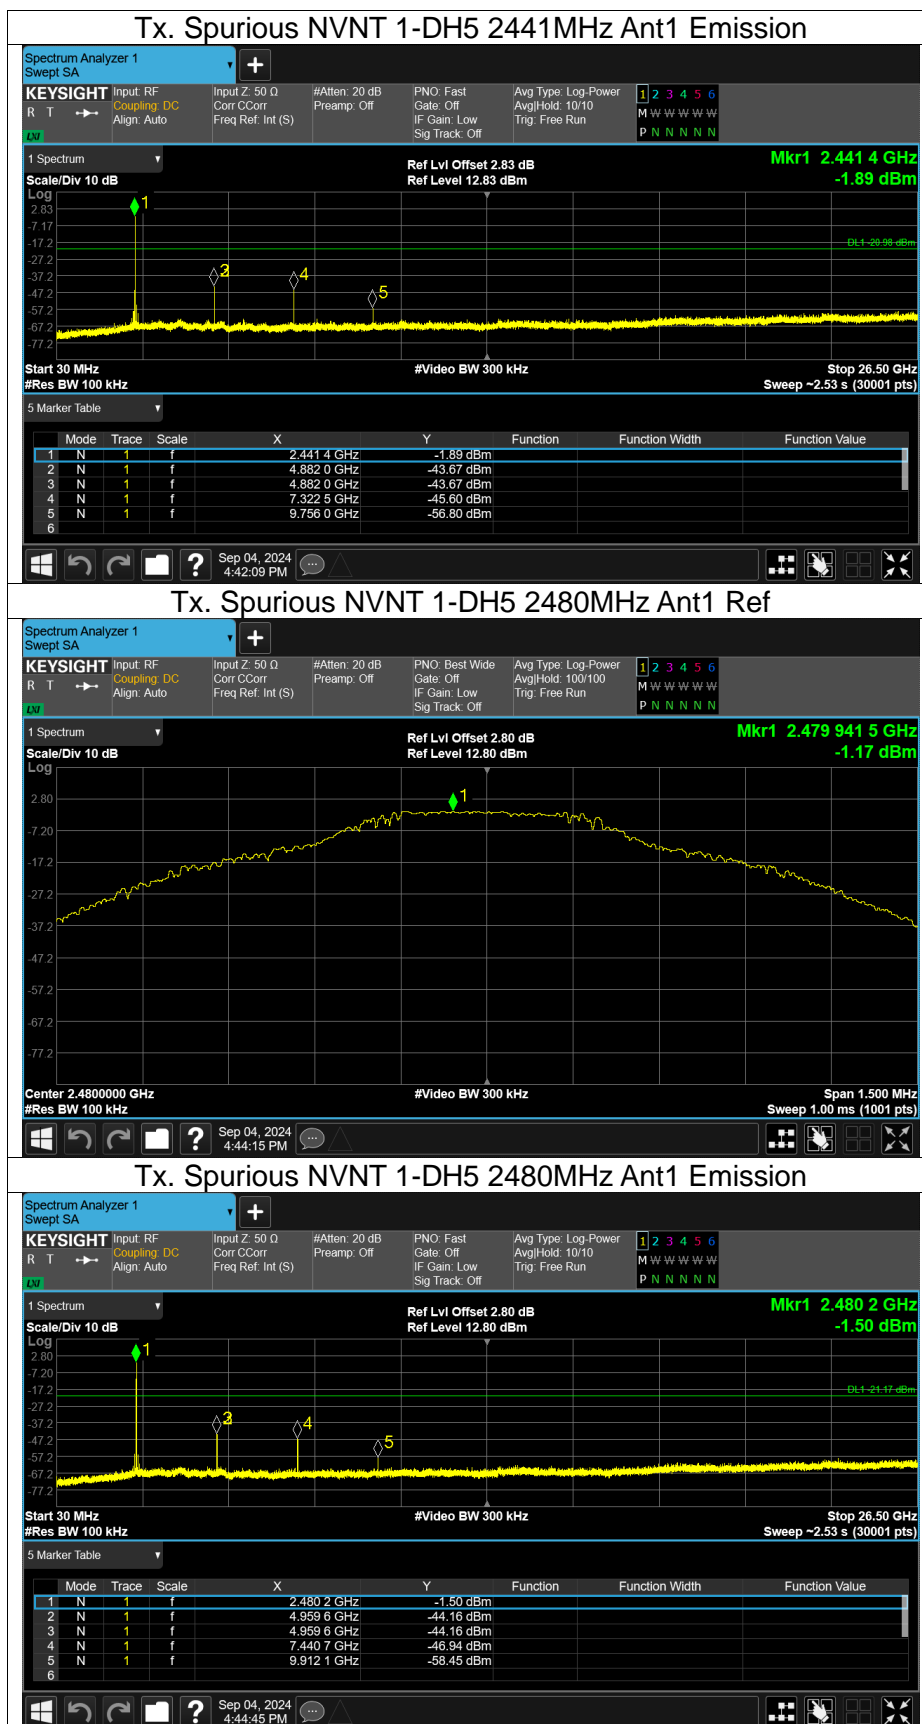 Tx. Spurious NVNT 1-DH5 2441MHz Ant1 Emission
Spectrum Analyzer 1
Swept SA
KEYSIGHT Input: RF Input Z: 50 Ω #Atten: 20 dB PNO: Fast Avg Type: Log-Power 1 2 3 4 5 6
R T Coupling: DC Corr CCorr Preamp: Off Gate: Off Avg|Hold: 10/10 M W W W W W
Align: Auto Freq Ref: Int (S) IF Gain: Low Trig: Free Run
LXI Sig Track: Off P N N N N N
1 Spectrum Ref Lvl Offset 2.83 dB Mkr1 2.441 4 GHz
Scale/Div 10 dB Ref Level 12.83 dBm -1.89 dBm
Log
1
2.83
-7.17
-17.2
DL1 -20.98 dBm
-27.2
3
4
-37.2
5
-47.2
-57.2
-67.2
-77.2
Start 30 MHz #Video BW 300 kHz Stop 26.50 GHz
#Res BW 100 kHz Sweep ~2.53 s (30001 pts)
5 Marker Table
Mode Trace Scale X Y Function Function Width Function Value
1 N 1 f 2.441 4 GHz -1.89 dBm
2 N 1 f 4.882 0 GHz -43.67 dBm
3 N 1 f 4.882 0 GHz -43.67 dBm
4 N 1 f 7.322 5 GHz -45.60 dBm
5 N 1 f 9.756 0 GHz -56.80 dBm
6
? Sep 04, 2024
4:42:09 PM
Tx. Spurious NVNT 1-DH5 2480MHz Ant1 Ref
Spectrum Analyzer 1
Swept SA
KEYSIGHT Input: RF Input Z: 50 Ω #Atten: 20 dB PNO: Best Wide Avg Type: Log-Power 1 2 3 4 5 6
R T Coupling: DC Corr CCorr Preamp: Off Gate: Off Avg|Hold: 100/100 M W W W W W
Align: Auto Freq Ref: Int (S) IF Gain: Low Trig: Free Run
LXI Sig Track: Off P N N N N N
1 Spectrum Ref Lvl Offset 2.80 dB Mkr1 2.479 941 5 GHz
Scale/Div 10 dB Ref Level 12.80 dBm -1.17 dBm
Log
2.80
1
-7.20
-17.2
-27.2
-37.2
-47.2
-57.2
-67.2
-77.2
Center 2.4800000 GHz #Video BW 300 kHz Span 1.500 MHz
#Res BW 100 kHz Sweep 1.00 ms (1001 pts)
? Sep 04, 2024
4:44:15 PM
Tx. Spurious NVNT 1-DH5 2480MHz Ant1 Emission
Spectrum Analyzer 1
Swept SA
KEYSIGHT Input: RF Input Z: 50 Ω #Atten: 20 dB PNO: Fast Avg Type: Log-Power 1 2 3 4 5 6
R T Coupling: DC Corr CCorr Preamp: Off Gate: Off Avg|Hold: 10/10 M W W W W W
Align: Auto Freq Ref: Int (S) IF Gain: Low Trig: Free Run
LXI Sig Track: Off P N N N N N
1 Spectrum Ref Lvl Offset 2.80 dB Mkr1 2.480 2 GHz
Scale/Div 10 dB Ref Level 12.80 dBm -1.50 dBm
Log
1
2.80
-7.20
-17.2
DL1 -21.17 dBm
-27.2
3
4
-37.2
5
-47.2
-57.2
-67.2
-77.2
Start 30 MHz #Video BW 300 kHz Stop 26.50 GHz
#Res BW 100 kHz Sweep ~2.53 s (30001 pts)
5 Marker Table
Mode Trace Scale X Y Function Function Width Function Value
1 N 1 f 2.480 2 GHz -1.50 dBm
2 N 1 f 4.959 6 GHz -44.16 dBm
3 N 1 f 4.959 6 GHz -44.16 dBm
4 N 1 f 7.440 7 GHz -46.94 dBm
5 N 1 f 9.912 1 GHz -58.45 dBm
6
? Sep 04, 2024
4:44:45 PM